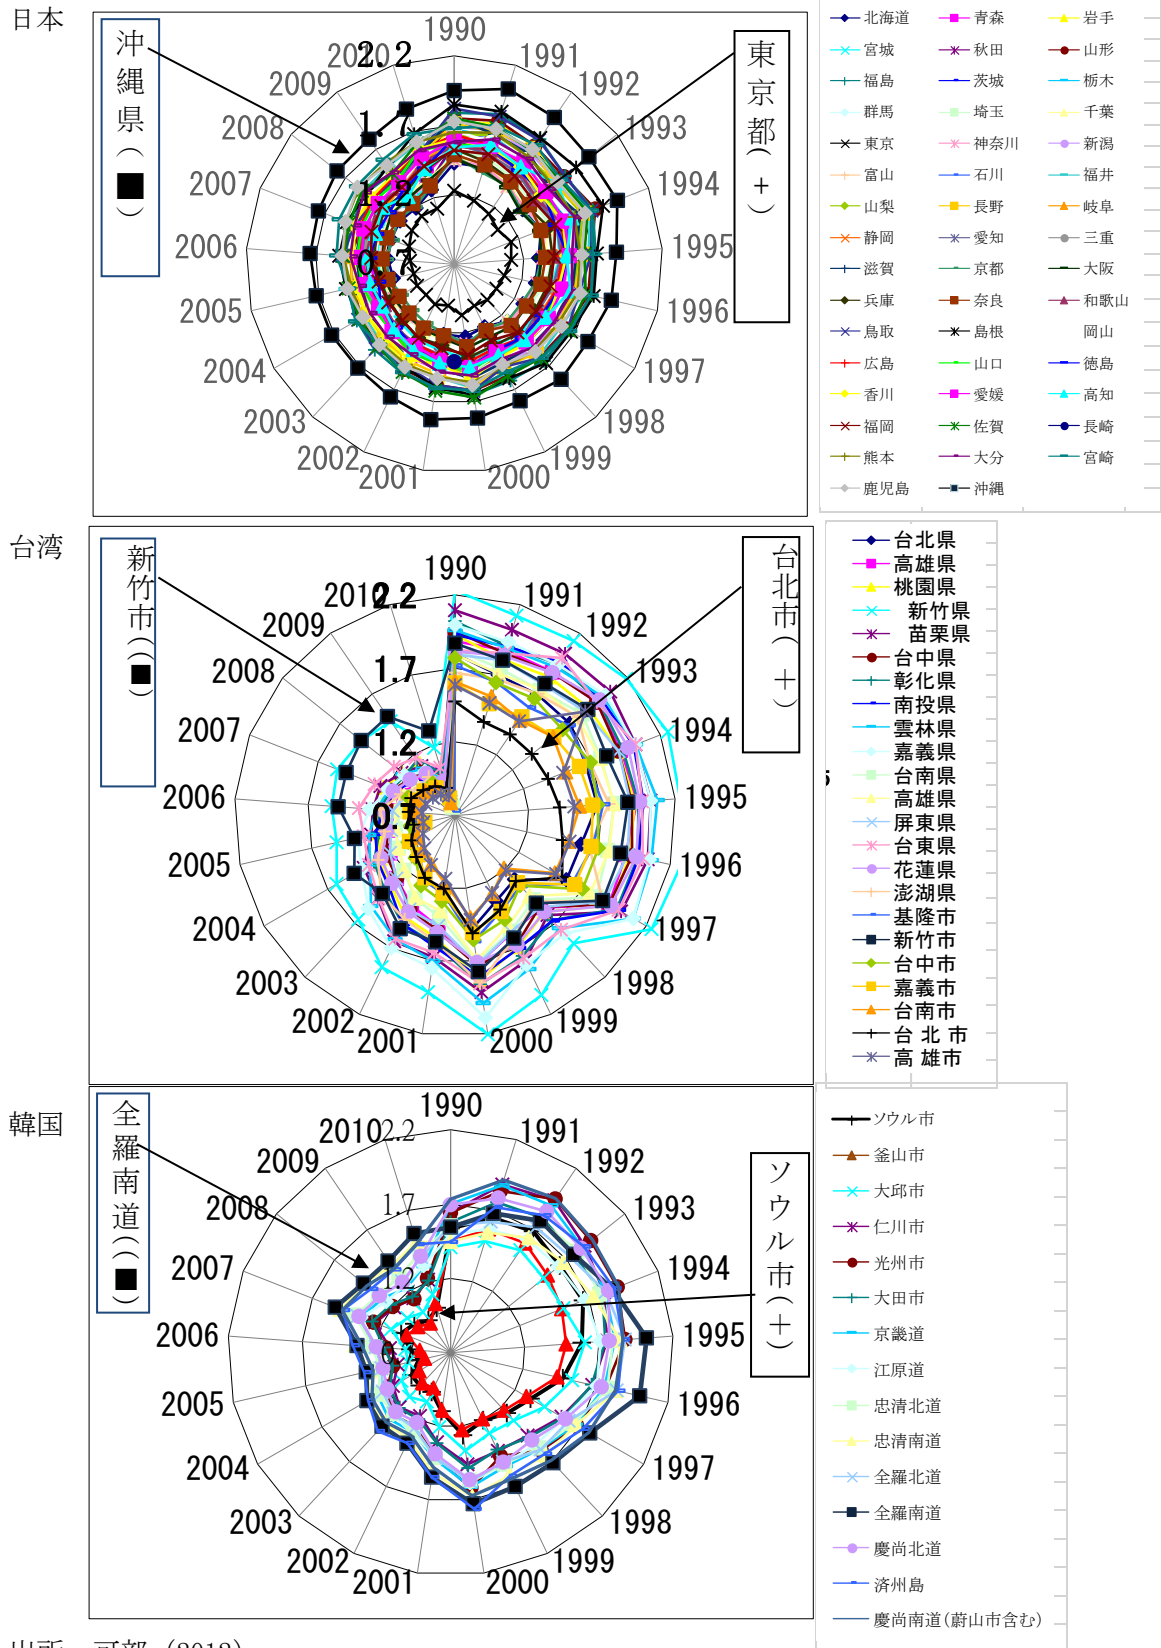 日本
沖縄県(■)
東京都(+)
1990
1991
1992
1993
1994
1995
1996
1997
1998
1999
2000
2001
2002
2003
2004
2005
2006
2007
2008
2009
2010
2.2
1.7
1.2
0.7
北海道 青森 岩手
宮城 秋田 山形
福島 茨城 栃木
群馬 埼玉 千葉
東京 神奈川 新潟
富山 石川 福井
山梨 長野 岐阜
静岡 愛知 三重
滋賀 京都 大阪
兵庫 奈良 和歌山
鳥取 島根 岡山
広島 山口 徳島
香川 愛媛 高知
福岡 佐賀 長崎
熊本 大分 宮崎
鹿児島 沖縄
台湾
新竹市((■)
台北市(+)
1990
1991
1992
1993
1994
1995
1996
1997
1998
1999
2000
2001
2002
2003
2004
2005
2006
2007
2008
2009
2010
2.2
1.7
1.2
0.7
5
台北県
高雄県
桃園県
新竹県
苗栗県
台中県
彰化県
南投県
雲林県
嘉義県
台南県
高雄県
屏東県
台東県
花蓮県
澎湖県
基隆市
新竹市
台中市
嘉義市
台南市
台 北 市
高 雄市
韓国
全羅南道((■)
ソウル市(+)
1990
1991
1992
1993
1994
1995
1996
1997
1998
1999
2000
2001
2002
2003
2004
2005
2006
2007
2008
2009
2010
2.2
1.7
1.2
0.7
ソウル市
釜山市
大邱市
仁川市
光州市
大田市
京畿道
江原道
忠清北道
忠清南道
全羅北道
全羅南道
慶尚北道
済州島
慶尚南道(蔚山市含む)